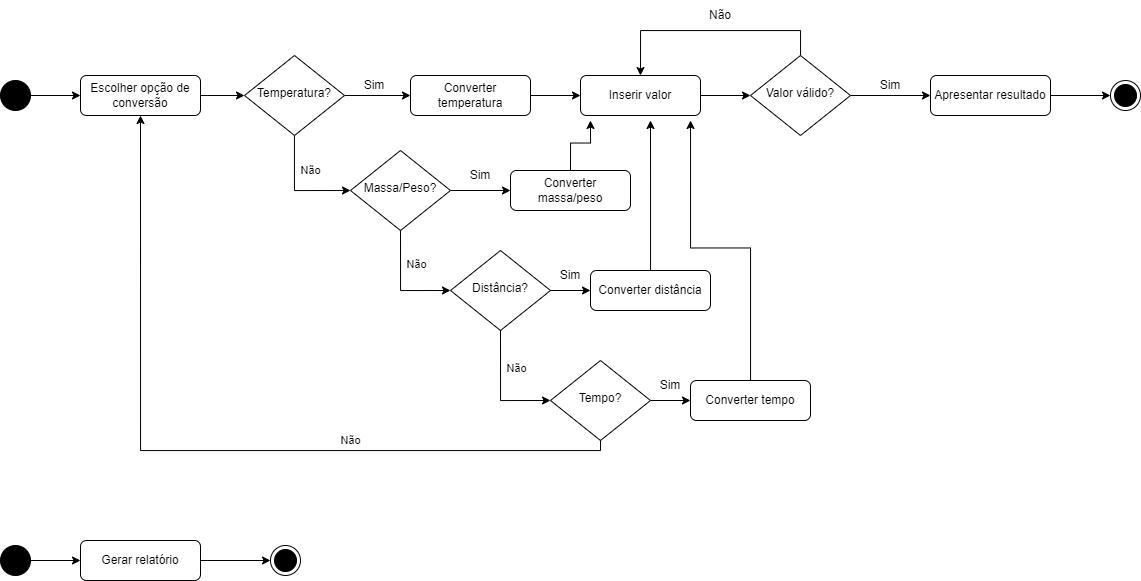 Não
Escolher opção de
conversão
Temperatura?
Sim
Converter
temperatura
Inserir valor
Valor válido?
Sim
Apresentar resultado
Não
Massa/Peso?
Sim
Converter
massa/peso
Não
Distância?
Sim
Converter distância
Não
Tempo?
Sim
Converter tempo
Não
Gerar relatório